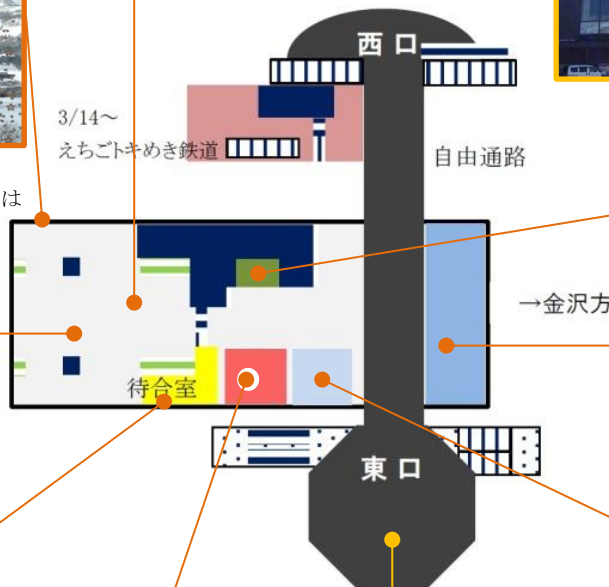 西口
3/14～
えちごトキめき鉄道
自由通路
は
→金沢方
待合室
東口